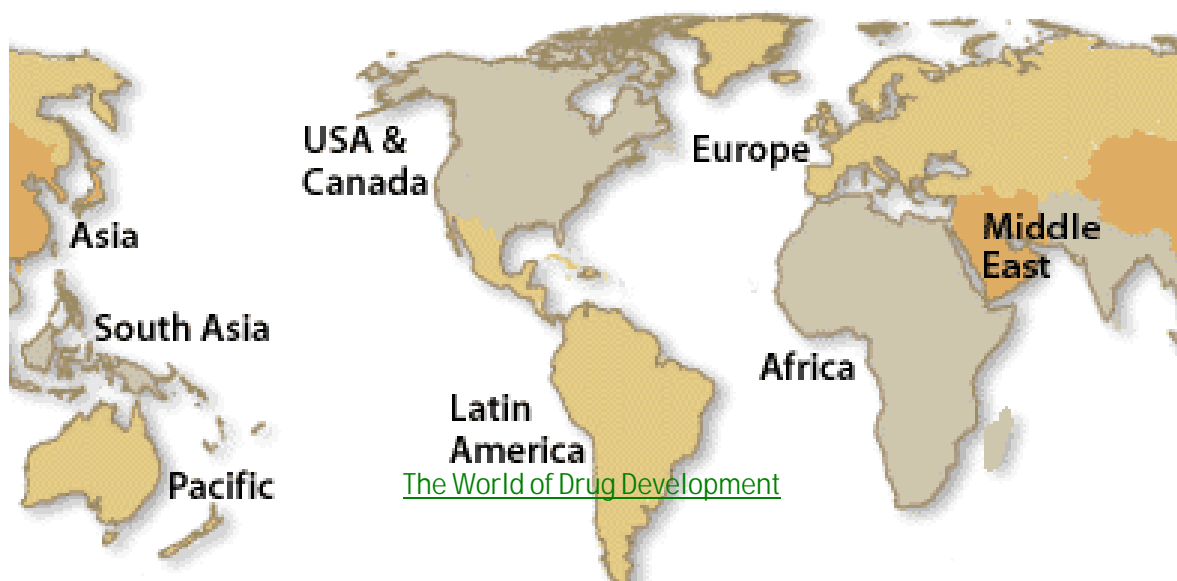 USA &
Canada
Europe
Asia
Middle
East
South Asia
Africa
Latin
America
Pacific
The World of Drug Development